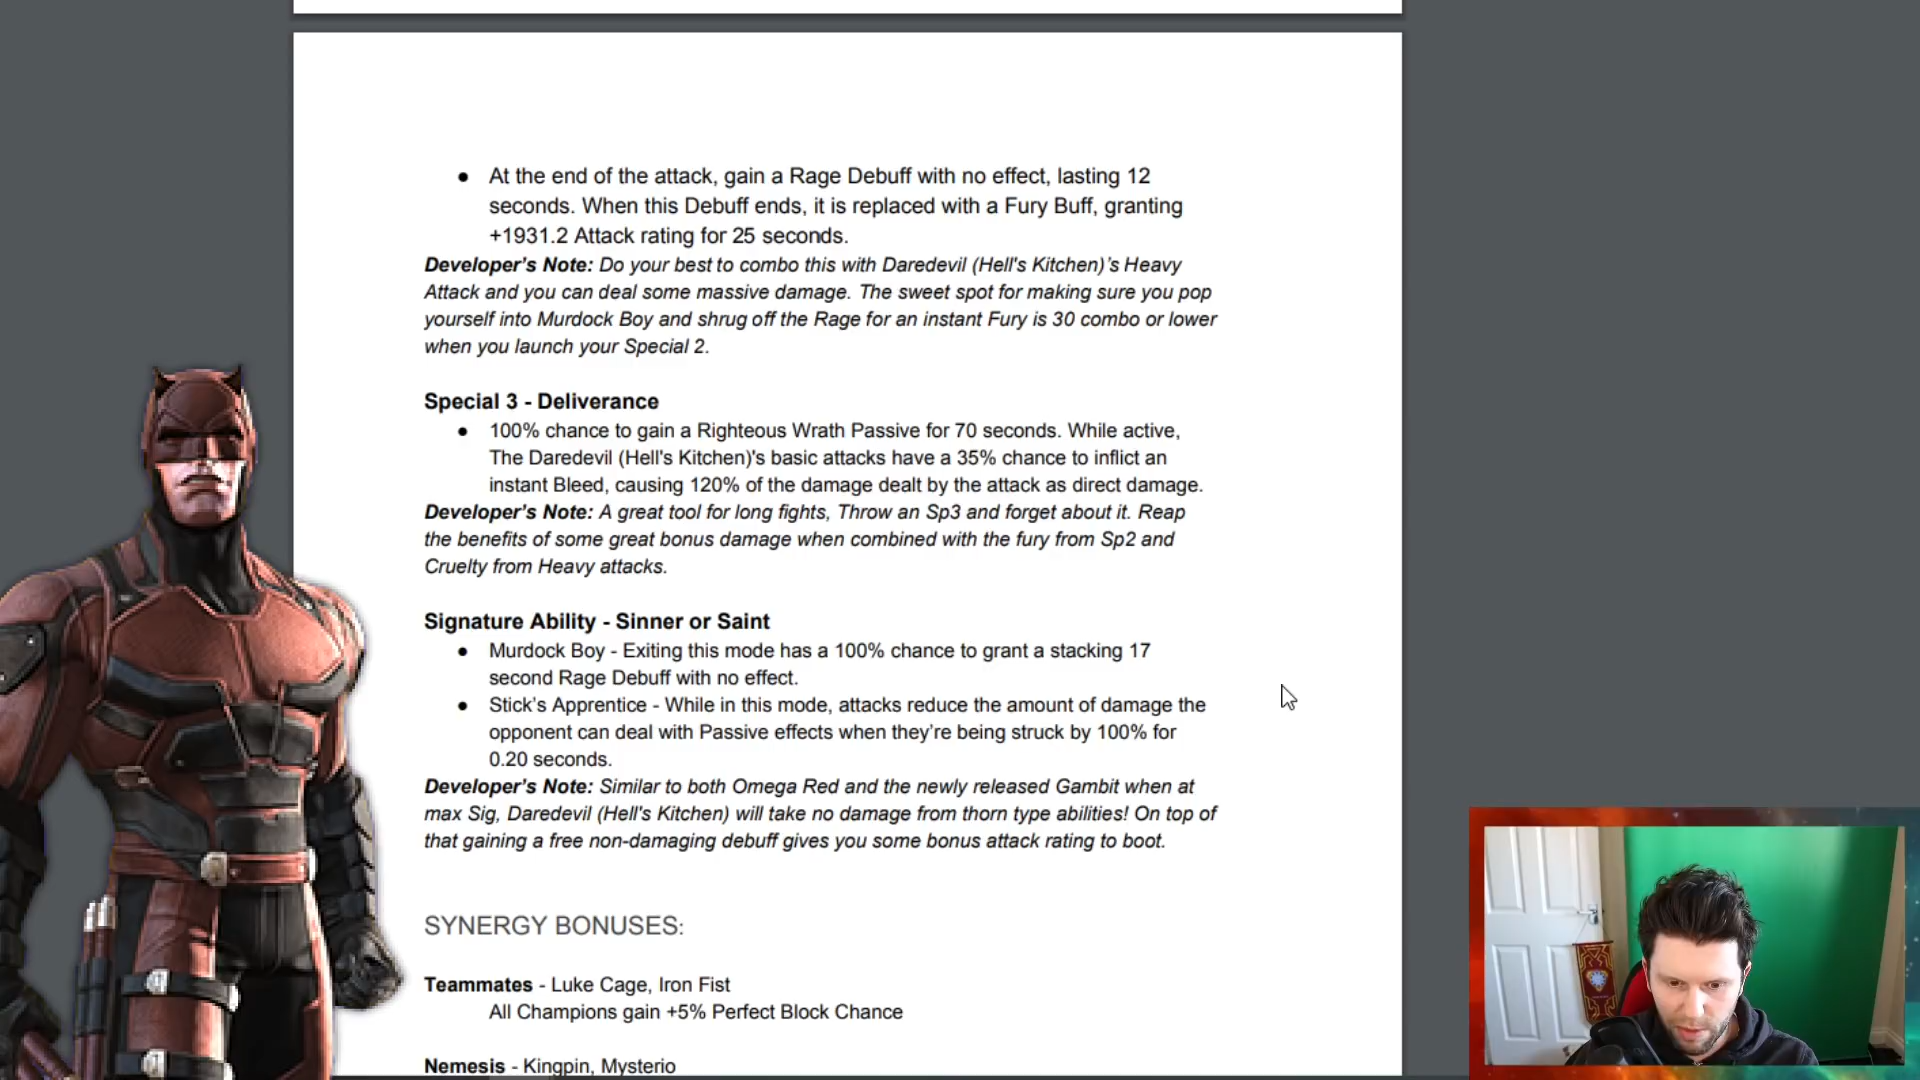 ● At the end of the attack, gain a Rage Debuff with no effect, lasting 12
seconds. When this Debuff ends, it is replaced with a Fury Buff, granting
+1931.2 Attack rating for 25 seconds.
Developer's Note: Do your best to combo this with Daredevil (Hell's Kitchen)'s Heavy
Attack and you can deal some massive damage. The sweet spot for making sure you pop
yourself into Murdock Boy and shrug off the Rage for an instant Fury is 30 combo or lower
when you launch your Special 2.
Special 3 - Deliverance
● 100% chance to gain a Righteous Wrath Passive for 70 seconds. While active,
The Daredevil (Hell's Kitchen)'s basic attacks have a 35% chance to inflict an
instant Bleed, causing 120% of the damage dealt by the attack as direct damage.
Developer's Note: A great tool for long fights, Throw an Sp3 and forget about it. Reap
the benefits of some great bonus damage when combined with the fury from Sp2 and
Cruelty from Heavy attacks.
Signature Ability - Sinner or Saint
● Murdock Boy - Exiting this mode has a 100% chance to grant a stacking 17
second Rage Debuff with no effect.
● Stick's Apprentice - While in this mode, attacks reduce the amount of damage the
opponent can deal with Passive effects when they're being struck by 100% for
0.20 seconds.
Developer's Note: Similar to both Omega Red and the newly released Gambit when at
max Sig, Daredevil (Hell's Kitchen) will take no damage from thorn type abilities! On top of
that gaining a free non-damaging debuff gives you some bonus attack rating to boot.
SYNERGY BONUSES:
Teammates - Luke Cage, Iron Fist
All Champions gain +5% Perfect Block Chance
Nemesis - Kingpin, Mysterio